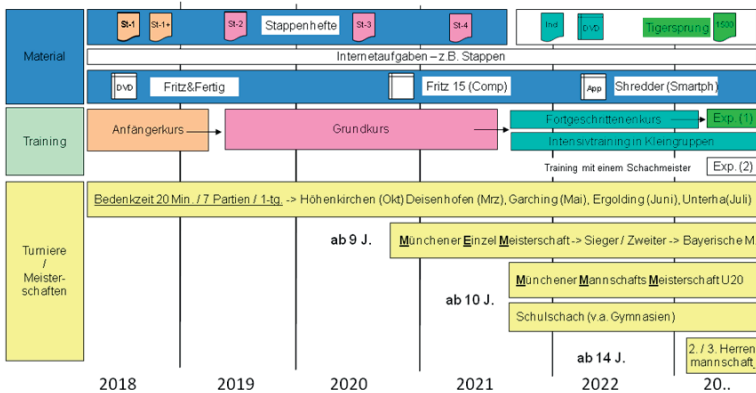 St-1
St-1+
St-2
Stappenhefte
St-3
St-4
Ind
DVD
Tigersprung
1500
Material
Internetaufgaben – z.B. Stappen
DVD
Fritz&Fertig
Fritz 15 (Comp)
App
Shredder (Smartph)
Training
Anfängerkurs
Grundkurs
Fortgeschrittenenkurs
Exp. (1)
Intensivtraining in Kleingruppen
Training mit einem Schachmeister
Exp. (2)
Turniere
/
Meister-
schaften
Bedenkzeit 20 Min. / 7 Partien / 1-tg. -> Höhenkirchen (Okt) Deisenhofen (Mrz), Garching (Mai), Ergolding (Juni), Unterha(Juli)
ab 9 J.
Münchener Einzel Meisterschaft -> Sieger / Zweiter -> Bayerische M.
ab 10 J.
Münchener Mannschafts Meisterschaft U20
Schulschach (v.a. Gymnasien)
ab 14 J.
2. / 3. Herren
mannschaft
2018
2019
2020
2021
2022
20..